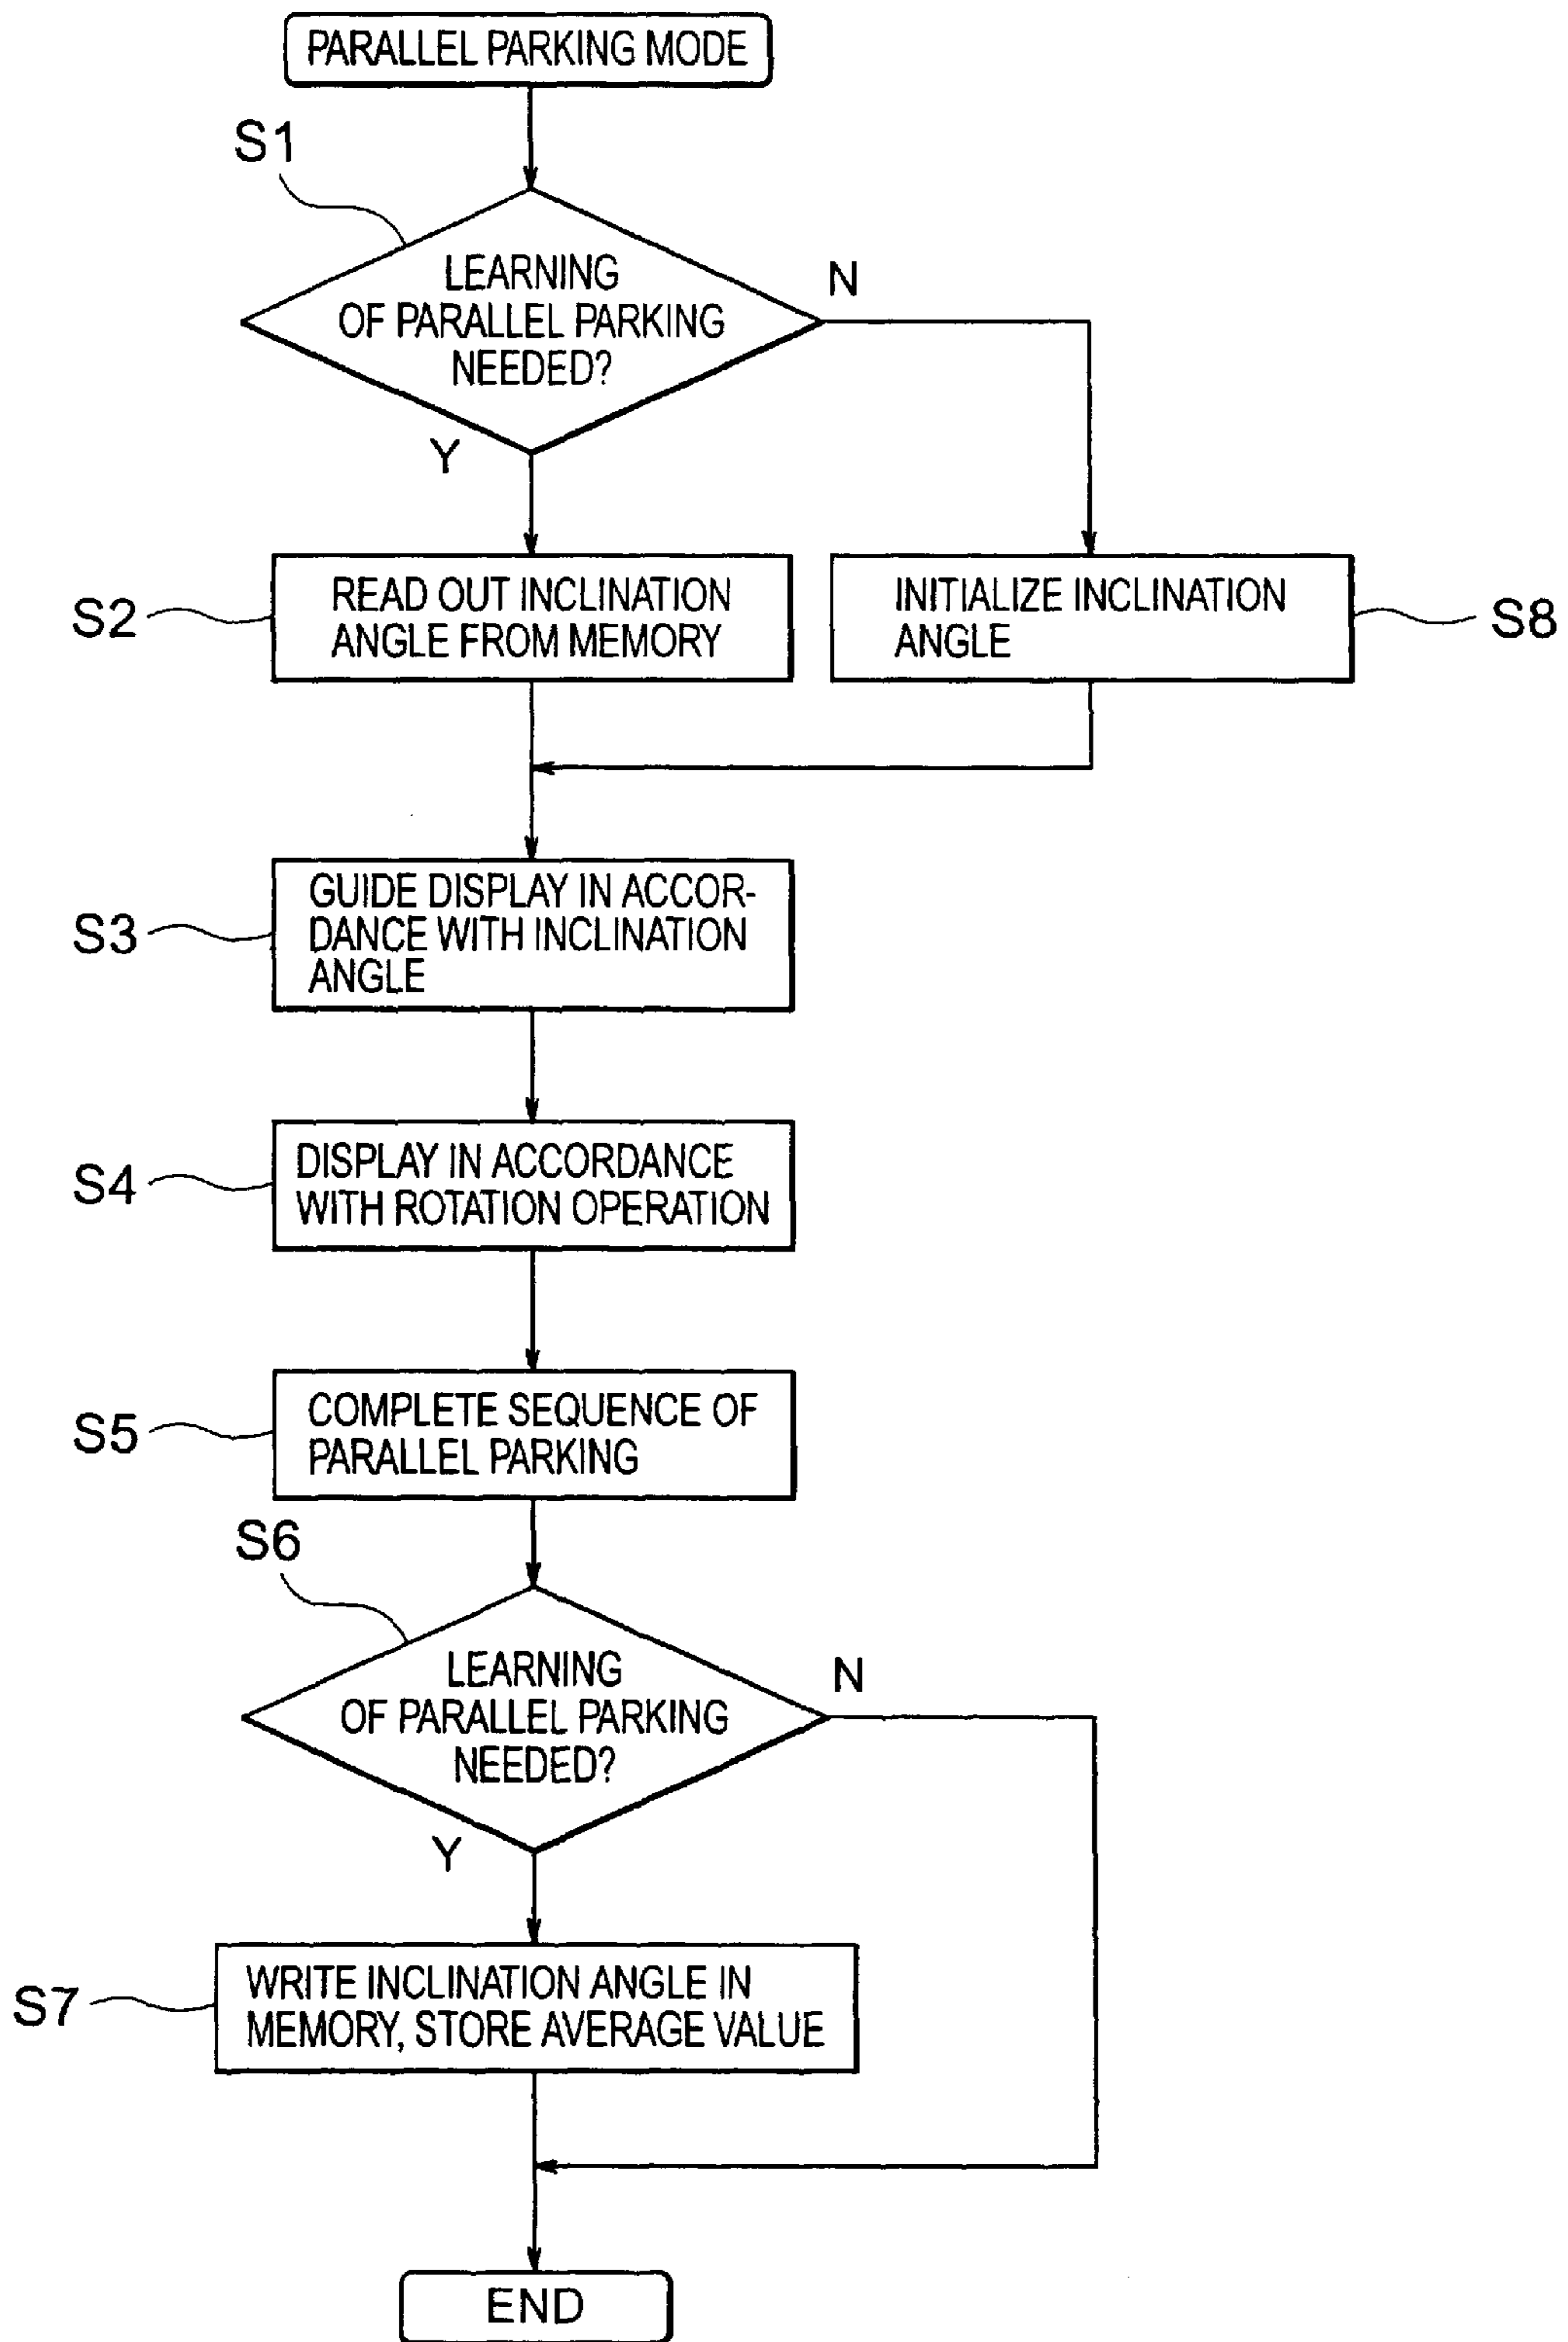 PARALLEL PARKING MODE
S1
LEARNING
OF PARALLEL PARKING
NEEDED?
N
Y
S2
READ OUT INCLINATION
ANGLE FROM MEMORY
INITIALIZE INCLINATION
ANGLE
S8
S3
GUIDE DISPLAY IN ACCOR-
DANCE WITH INCLINATION
ANGLE
S4
DISPLAY IN ACCORDANCE
WITH ROTATION OPERATION
S5
COMPLETE SEQUENCE OF
PARALLEL PARKING
S6
LEARNING
OF PARALLEL PARKING
NEEDED?
N
Y
S7
WRITE INCLINATION ANGLE IN
MEMORY, STORE AVERAGE VALUE
END